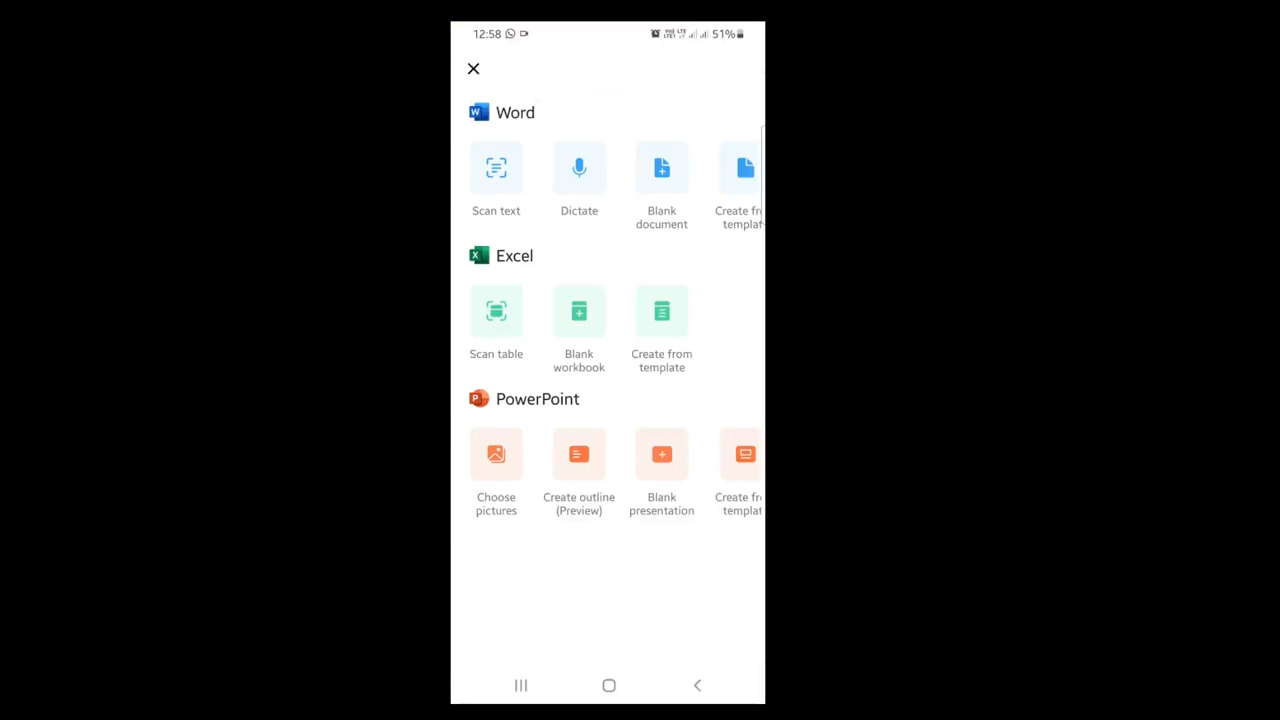 12:58 51%
Word
Scan text Dictate Blank Create fr
document templat
Excel
Scan table Blank Create from
workbook template
PowerPoint
Choose Create outline Blank Create fr
pictures (Preview) presentation templat